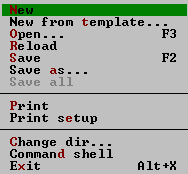 New
New from template...
Open... F3
Reload
Save F2
Save as...
Save all
Print
Print setup
Change dir...
Command shell
Exit Alt+X